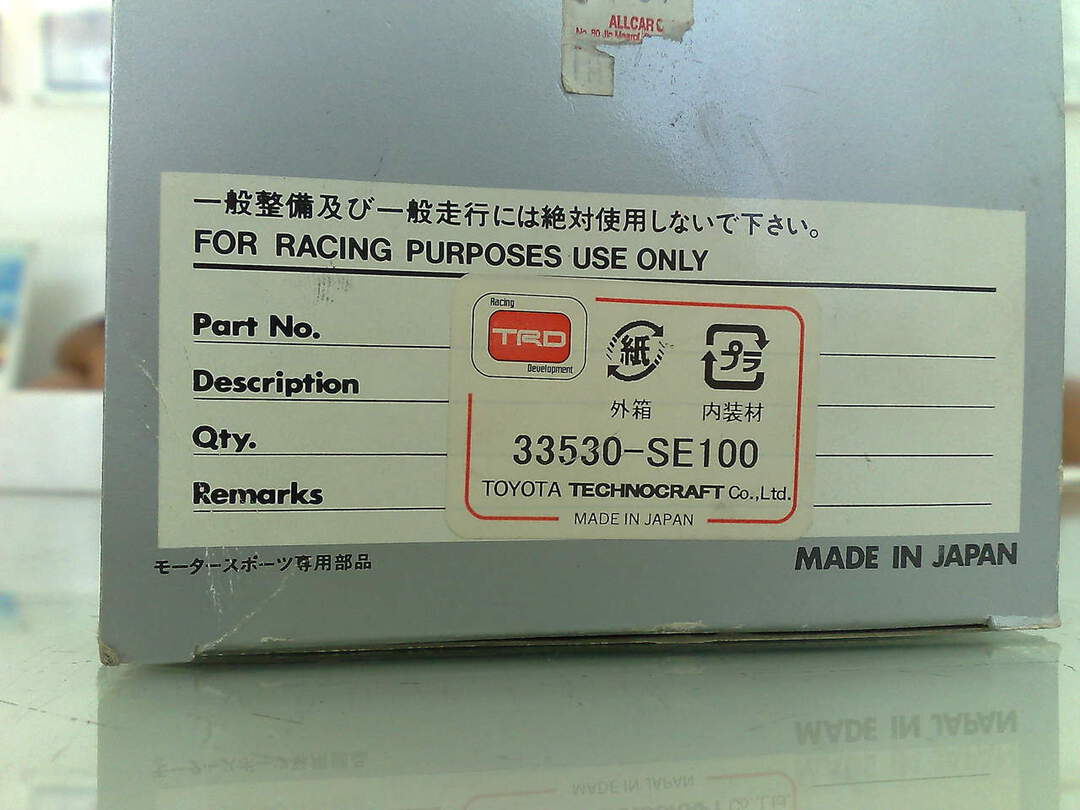 ALLCAR
一般整備及び一般走行には絶対使用しないで下さい。
FOR RACING PURPOSES USE ONLY
Part No.
Description
Qty.
Remarks
Racing
TRD
Development
紙
プラ
外箱
内装材
33530-SE100
TOYOTA TECHNOCRAFT Co.,Ltd.
MADE IN JAPAN
モータースポーツ専用部品
MADE IN JAPAN